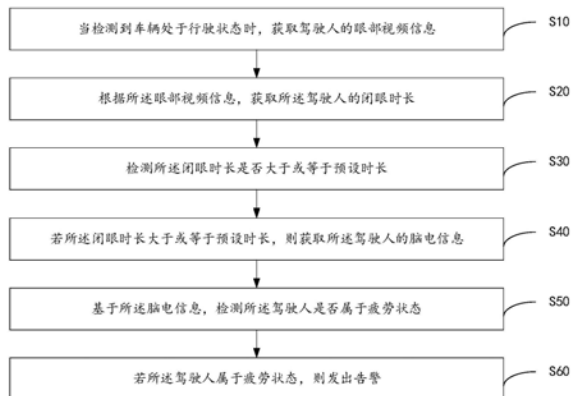 当检测到车辆处于行驶状态时，获取驾驶人的眼部视频信息 S10
根据所述眼部视频信息，获取所述驾驶人的闭眼时长 S20
检测所述闭眼时长是否大于或等于预设时长 S30
若所述闭眼时长大于或等于预设时长，则获取所述驾驶人的脑电信息 S40
基于所述脑电信息，检测所述驾驶人是否属于疲劳状态 S50
若所述驾驶人属于疲劳状态，则发出告警 S60